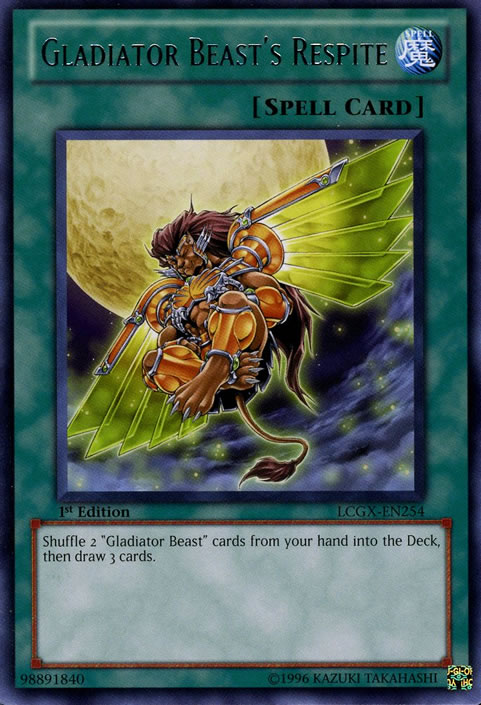 GLADIATOR BEAST'S RESPITE
SPELL
魔
[SPELL CARD]
1st Edition
LCGX-EN254
Shuffle 2 "Gladiator Beast" cards from your hand into the Deck,
then draw 3 cards.
98891840
©1996 KAZUKI TAKAHASHI